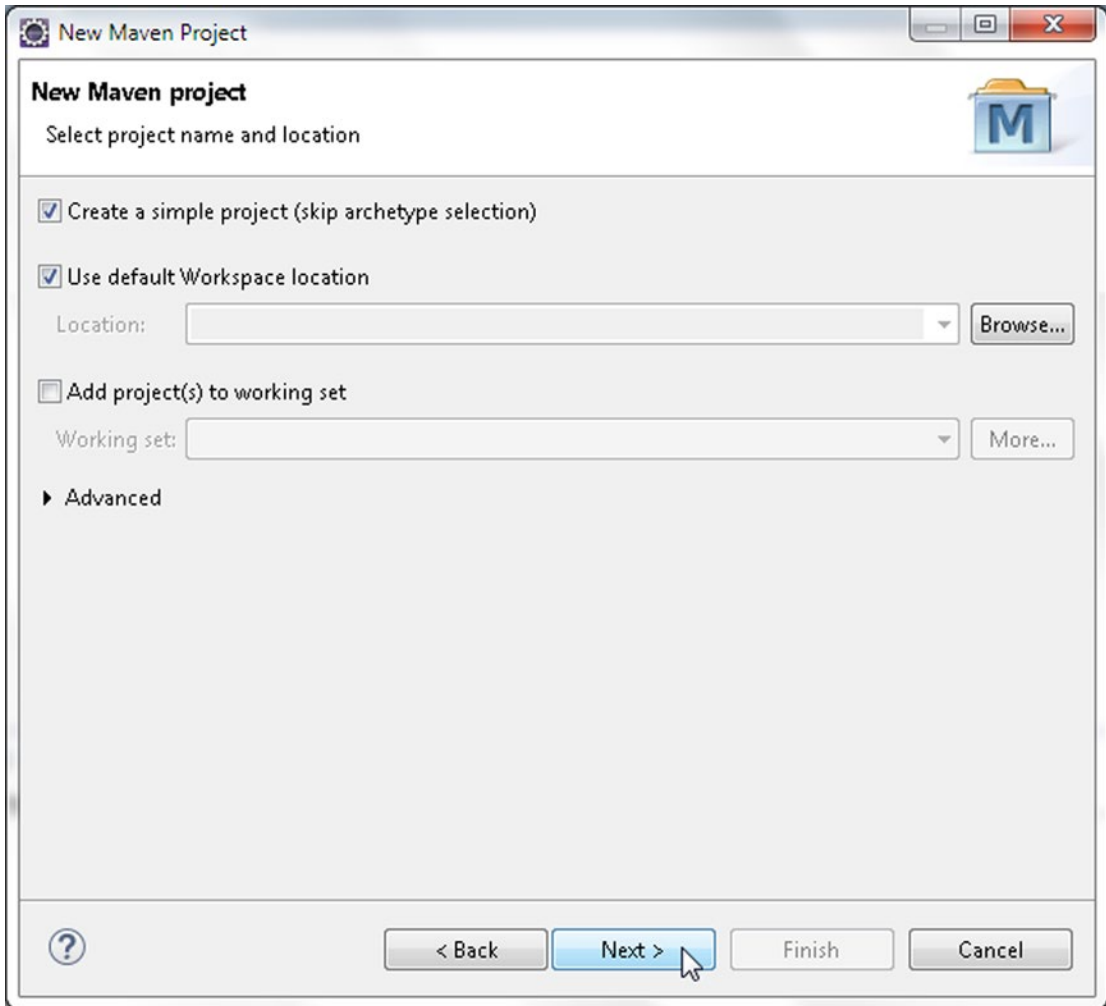 New Maven Project
New Maven project
Select project name and location
M
Create a simple project (skip archetype selection)
Use default Workspace location
Location:
Browse...
Add project(s) to working set
Working set:
More...
Advanced
?
< Back
Next >
Finish
Cancel